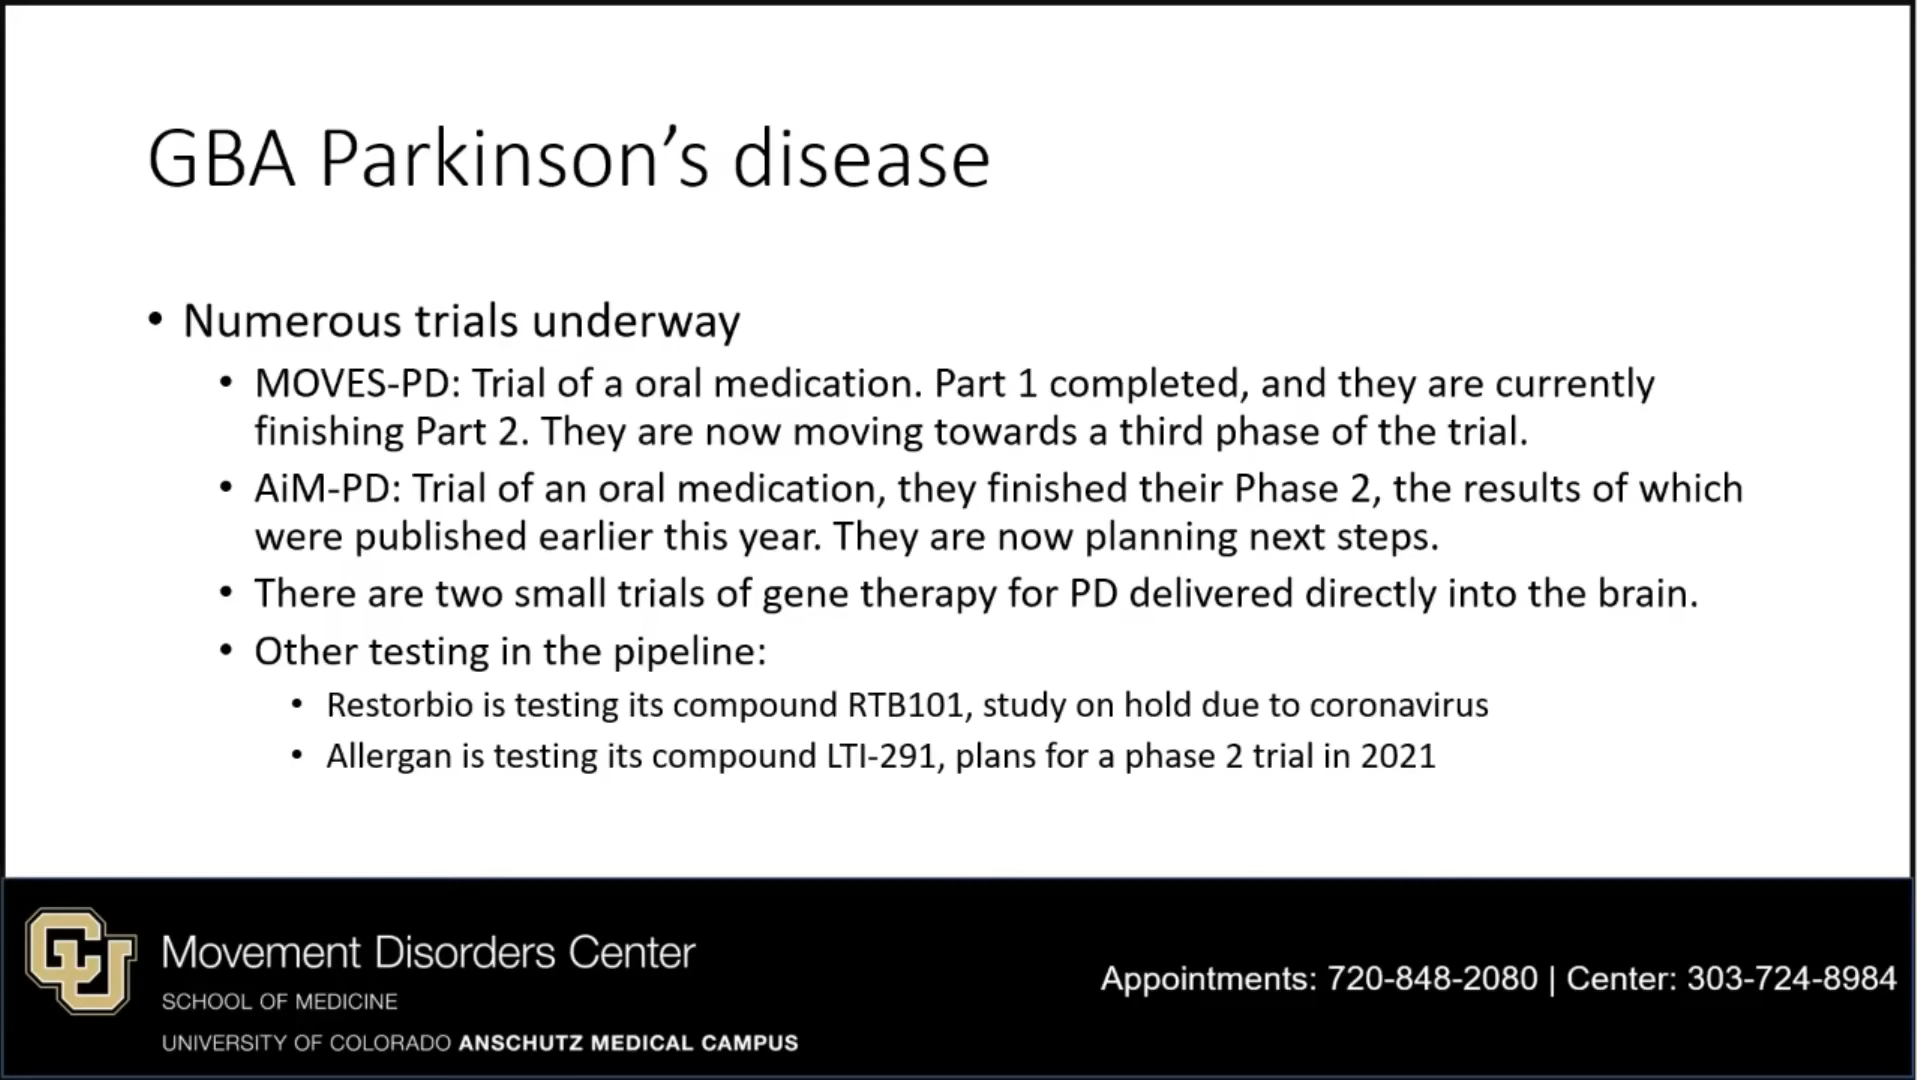 GBA Parkinson’s disease
• Numerous trials underway
• MOVES-PD: Trial of a oral medication. Part 1 completed, and they are currently
finishing Part 2. They are now moving towards a third phase of the trial.
• AiM-PD: Trial of an oral medication, they finished their Phase 2, the results of which
were published earlier this year. They are now planning next steps.
• There are two small trials of gene therapy for PD delivered directly into the brain.
• Other testing in the pipeline:
• Restorbio is testing its compound RTB101, study on hold due to coronavirus
• Allergan is testing its compound LTI-291, plans for a phase 2 trial in 2021
CU
Movement Disorders Center
SCHOOL OF MEDICINE
UNIVERSITY OF COLORADO ANSCHUTZ MEDICAL CAMPUS
Appointments: 720-848-2080 | Center: 303-724-8984